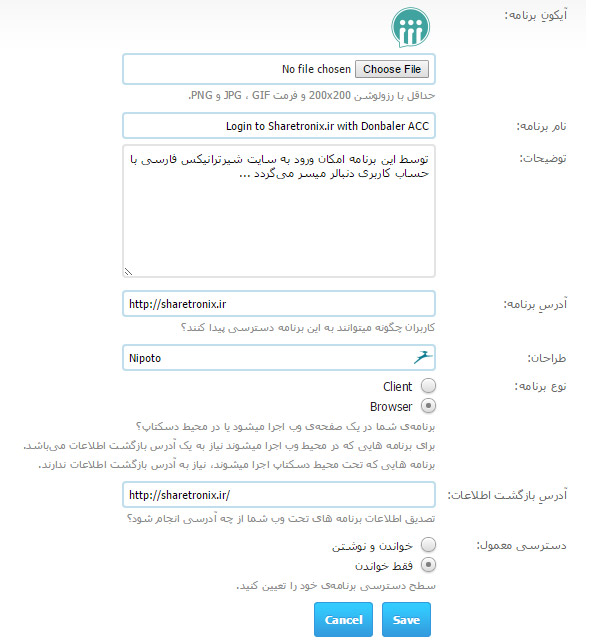 آیکون برنامه:
No file chosen Choose File
حداقل با رزولوشن 200x200 و فرمت JPG ، GIF و PNG.
نام برنامه: Login to Sharetronix.ir with Donbaler ACC
توضیحات: توسط این برنامه امکان ورود به سایت شیرترانیکس فارسی با
حساب کاربری دنبالر میسر می‌گردد ...
آدرس برنامه: http://sharetronix.ir
کاربران چگونه میتوانند به این برنامه دسترسی پیدا کنند؟
طراحان: Nipoto
نوع برنامه: Client
Browser
برنامه‌ی شما در یک صفحه‌ی وب اجرا میشود یا در محیط دسکتاپ؟
برای برنامه هایی که در محیط وب اجرا میشوند نیاز به یک آدرس بازگشت اطلاعات می‌باشد.
برنامه هایی که تحت محیط دسکتاپ اجرا میشوند، نیاز به آدرس بازگشت اطلاعات ندارند.
آدرس بازگشت اطلاعات: http://sharetronix.ir/
تصدیق اطلاعات برنامه های تحت وب شما از چه آدرسی انجام شود؟
دسترسی معمول: خواندن و نوشتن
فقط خواندن
سطح دسترسی برنامه‌ی خود را تعیین کنید.
Cancel Save